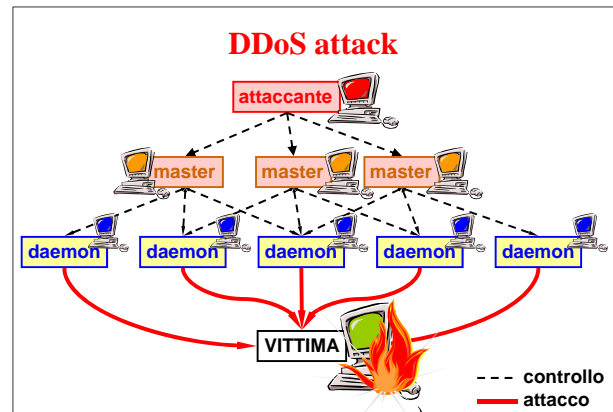 DDoS attack
attaccante
master master master
daemon daemon daemon daemon daemon
VITTIMA
controllo
attacco